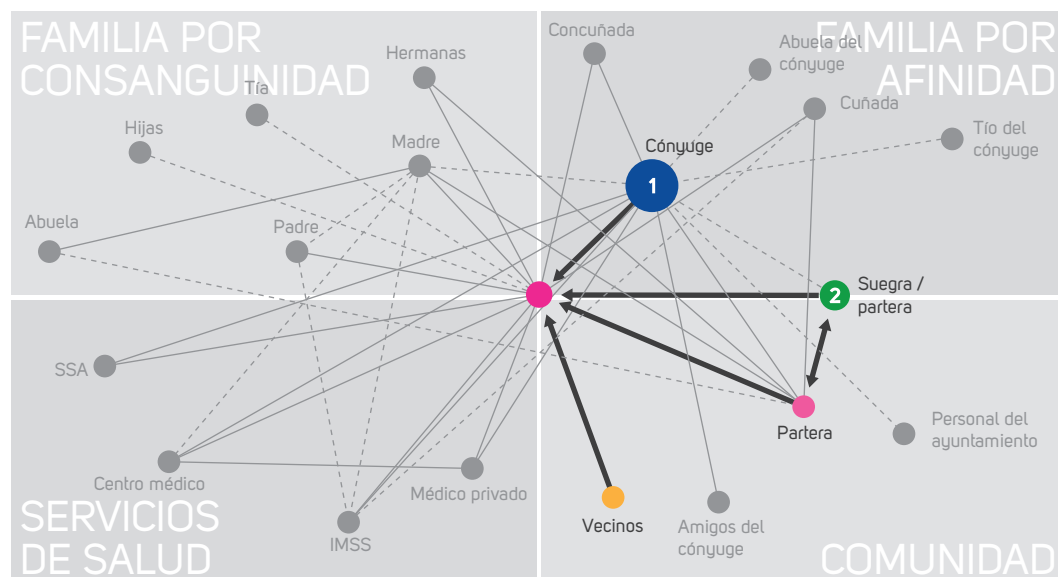 FAMILIA POR
CONSANGUINIDAD
Hermanas
Tía
Hijas
Madre
Abuela
Padre
FAMILIA POR
AFINIDAD
Concuñada
Abuela del
cónyuge
Cuñada
Tío del
cónyuge
Cónyuge
1
2
Suegra /
partera
SSA
Centro médico
Médico privado
IMSS
SERVICIOS
DE SALUD
Partera
Personal del
ayuntamiento
Vecinos
Amigos del
cónyuge
COMUNIDAD